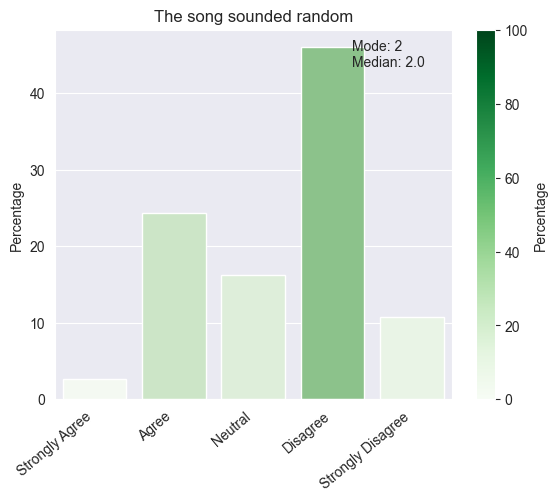 The song sounded random
Mode: 2
Median: 2.0
Percentage
40
30
20
10
0
Strongly Agree
Agree
Neutral
Disagree
Strongly Disagree
100
80
60
40
20
0
Percentage